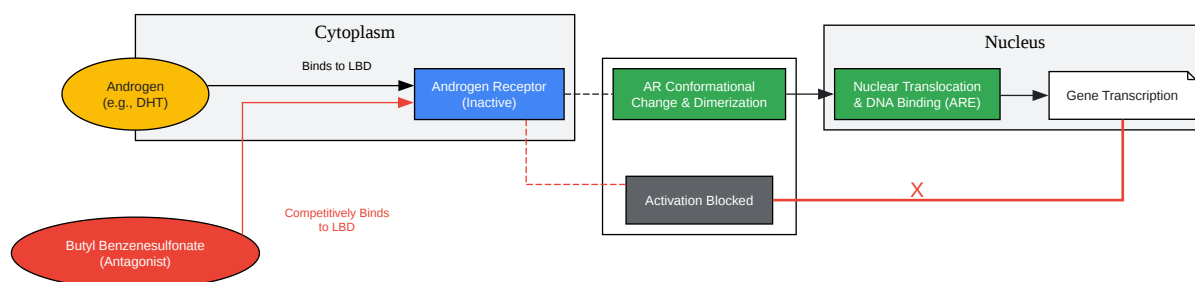 Cytoplasm
Nucleus
Binds to LBD
Androgen
(e.g., DHT)
Androgen Receptor
(Inactive)
AR Conformational
Change & Dimerization
Nuclear Translocation
& DNA Binding (ARE)
Gene Transcription
Activation Blocked
X
Competitively Binds
to LBD
Butyl Benzenesulfonate
(Antagonist)